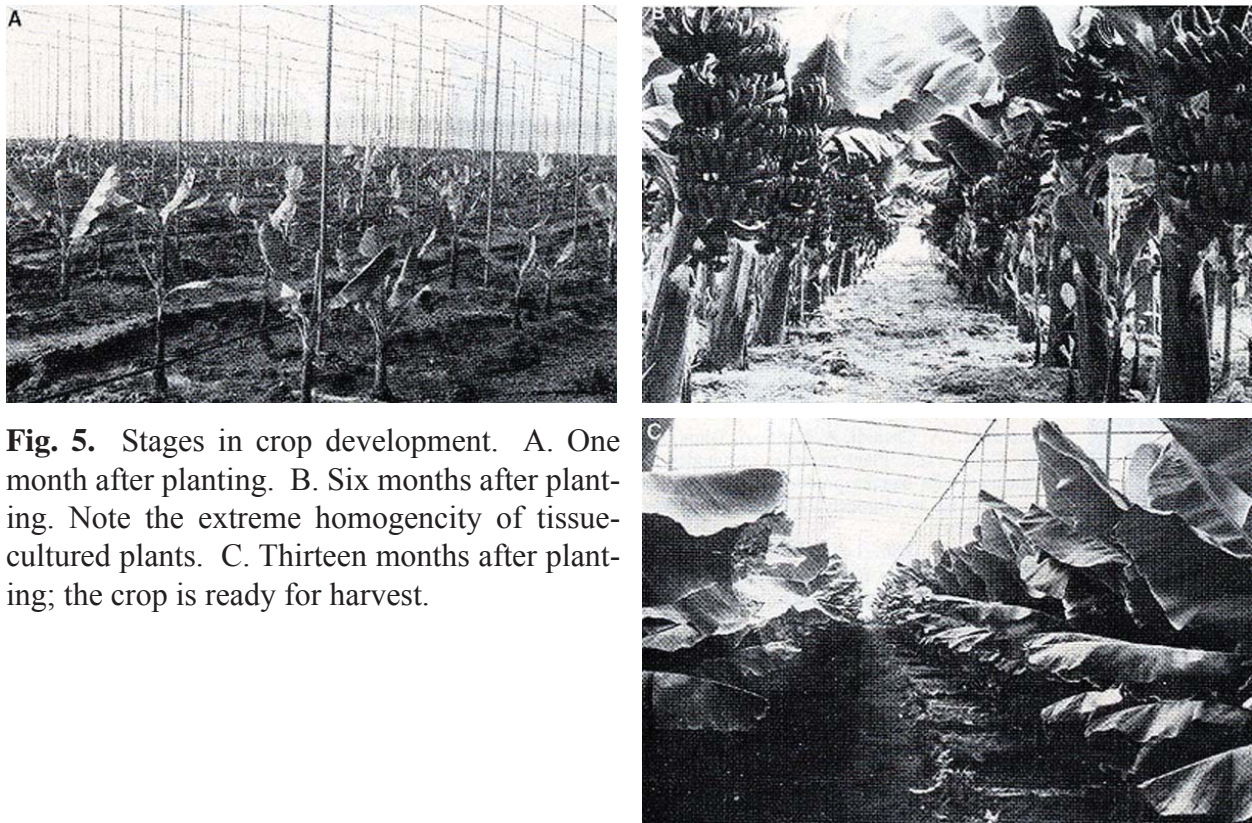 A
B
Fig. 5. Stages in crop development. A. One
month after planting. B. Six months after plant-
ing. Note the extreme homogencity of tissue-
cultured plants. C. Thirteen months after plant-
ing; the crop is ready for harvest.
C